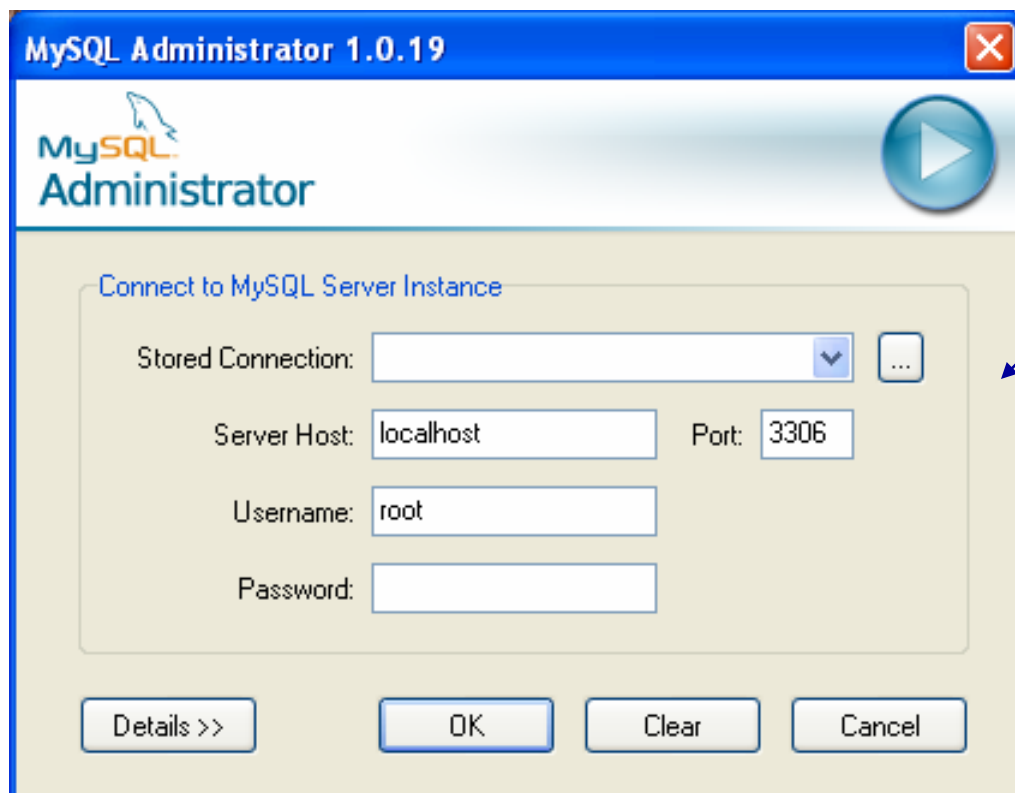 MySQL Administrator 1.0.19
MySQL
Administrator
Connect to MySQL Server Instance
Stored Connection: ...
Server Host: localhost Port: 3306
Username: root
Password:
Details >> OK Clear Cancel